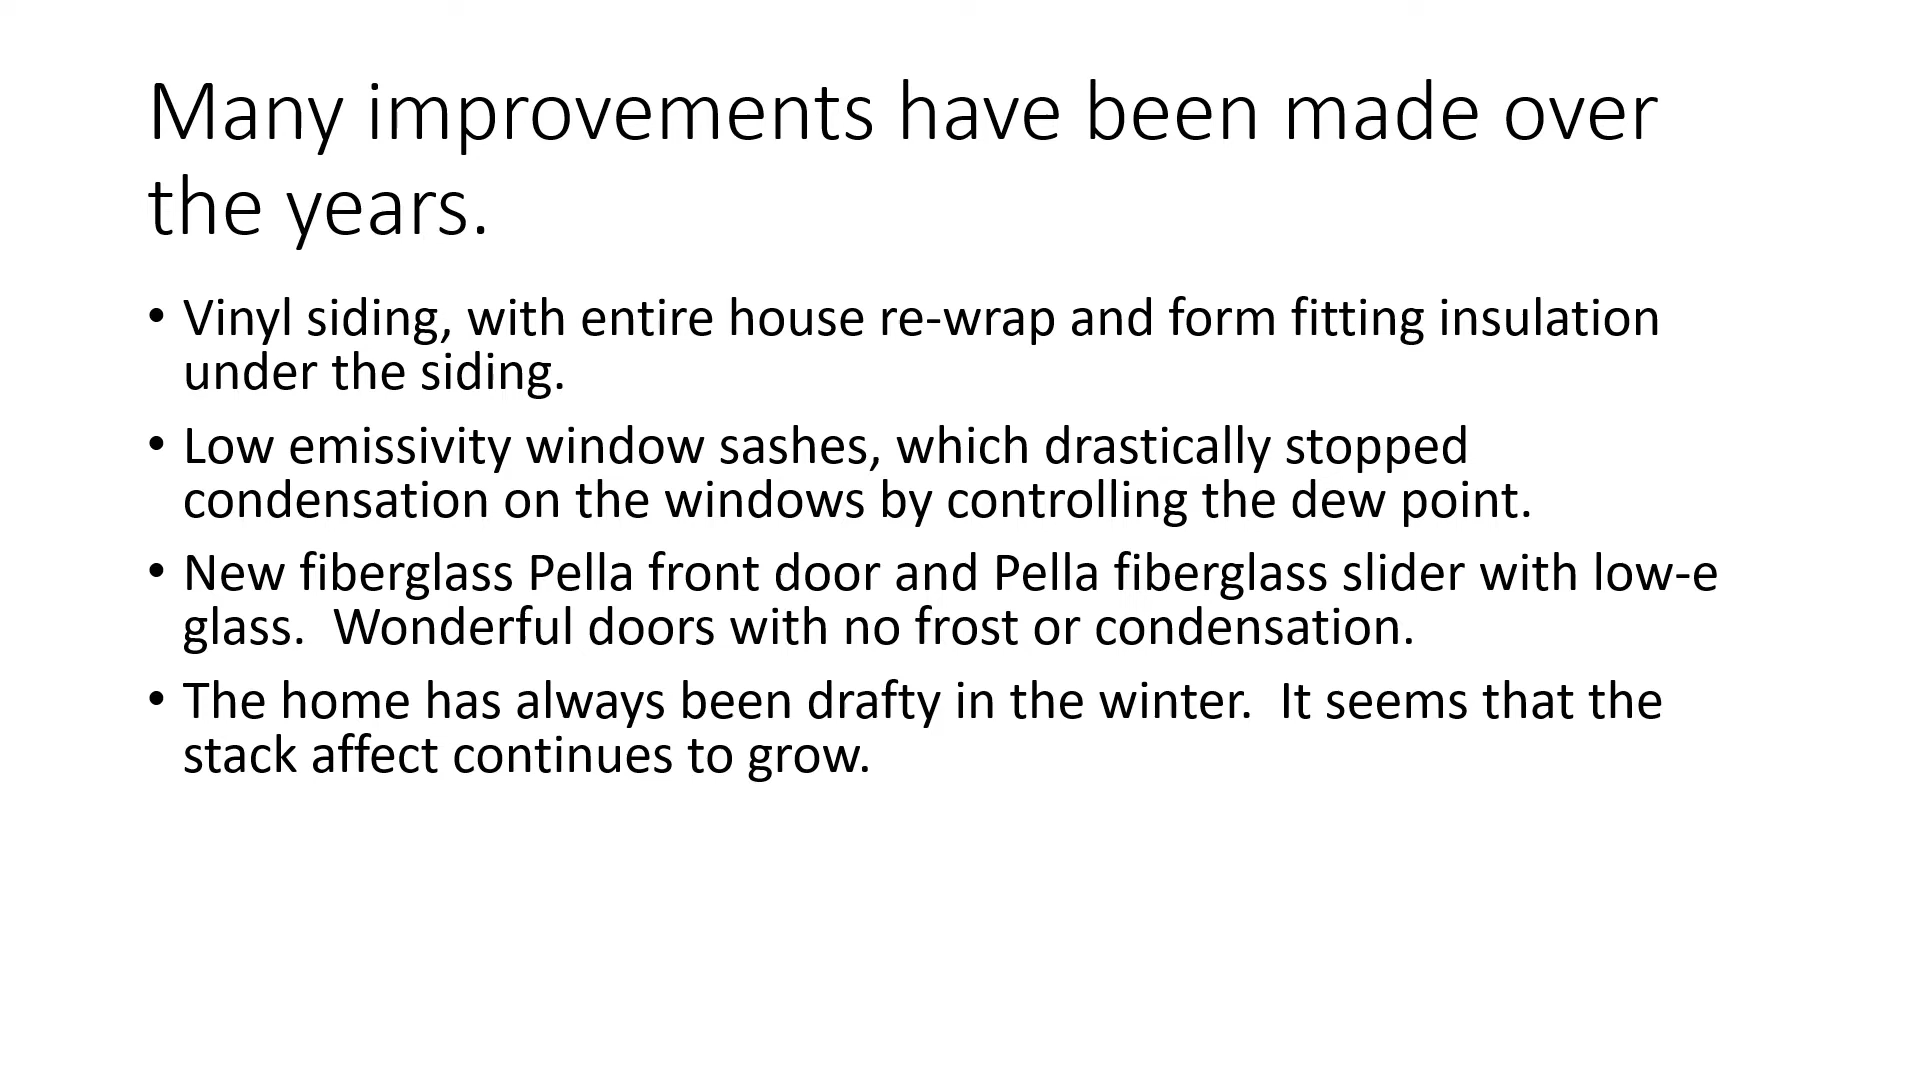 Many improvements have been made over
the years.
• Vinyl siding, with entire house re-wrap and form fitting insulation
under the siding.
• Low emissivity window sashes, which drastically stopped
condensation on the windows by controlling the dew point.
• New fiberglass Pella front door and Pella fiberglass slider with low-e
glass.  Wonderful doors with no frost or condensation.
• The home has always been drafty in the winter.  It seems that the
stack affect continues to grow.